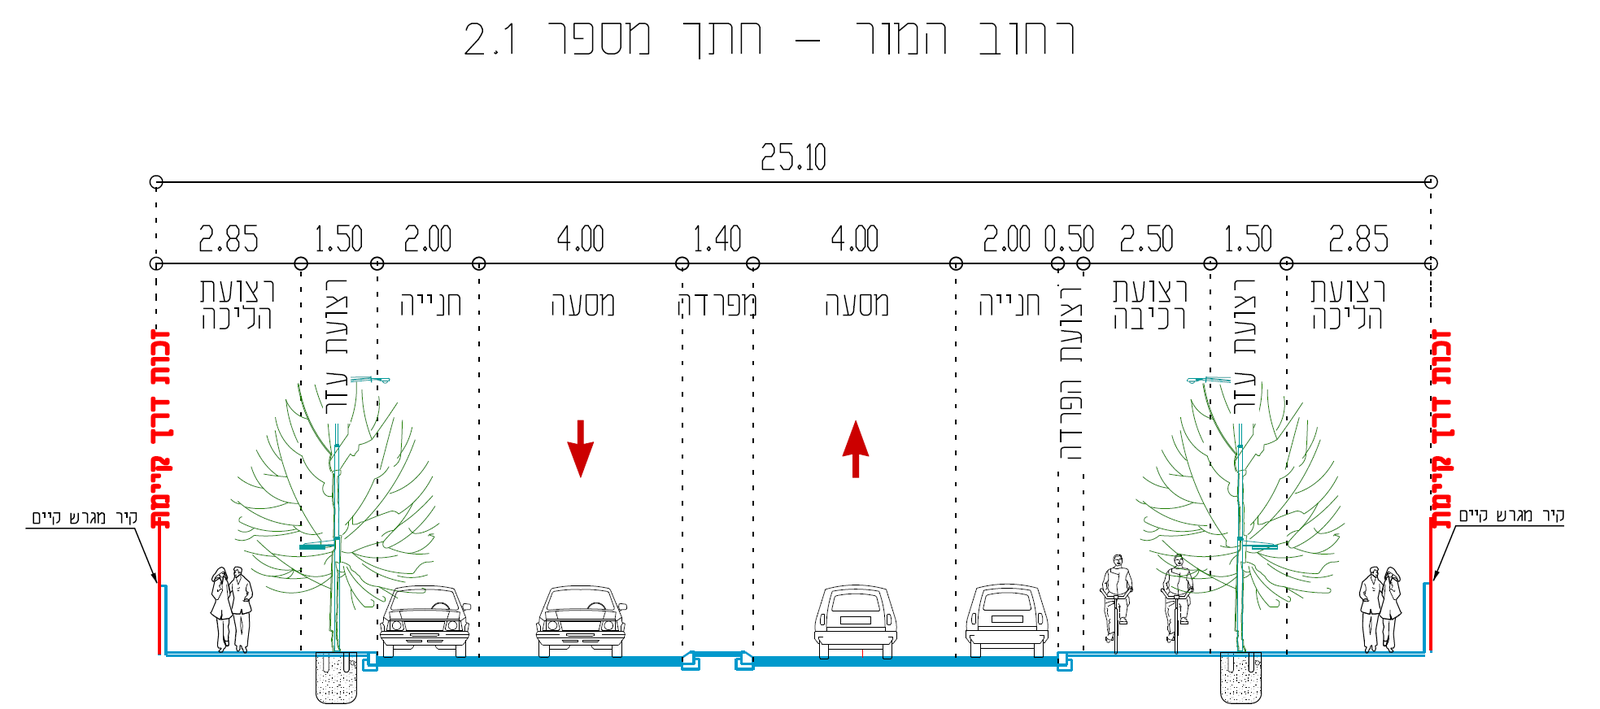 רחוב המור – חתך מספר 2.1
25.10
2.85 1.50 2.00 4.00 1.40 4.00 2.00 0.50 2.50 1.50 2.85
רצועת
הליכה
רצועת עזר
חנייה
מסעה
מפרדה
מסעה
חנייה
רצועת הפרדה
רצועת
רכיבה
רצועת עזר
רצועת
הליכה
זכות דרך קיימת
זכות דרך קיימת
קיר מגרש קיים
קיר מגרש קיים